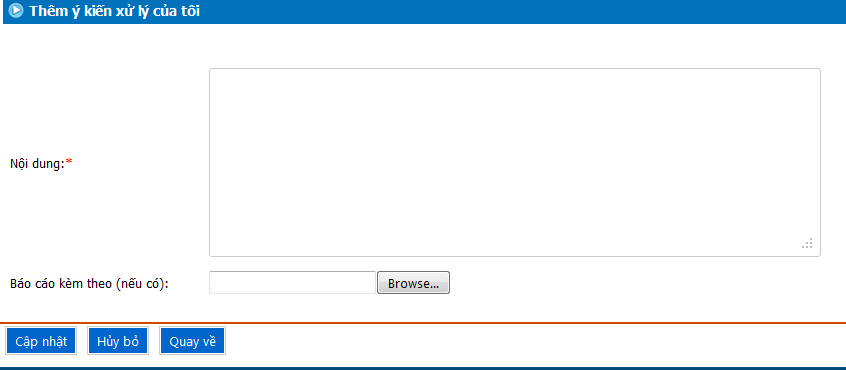 Thêm ý kiến xử lý của tôi
Nội dung:*
Báo cáo kèm theo (nếu có):
Browse...
Cập nhật
Hủy bỏ
Quay về